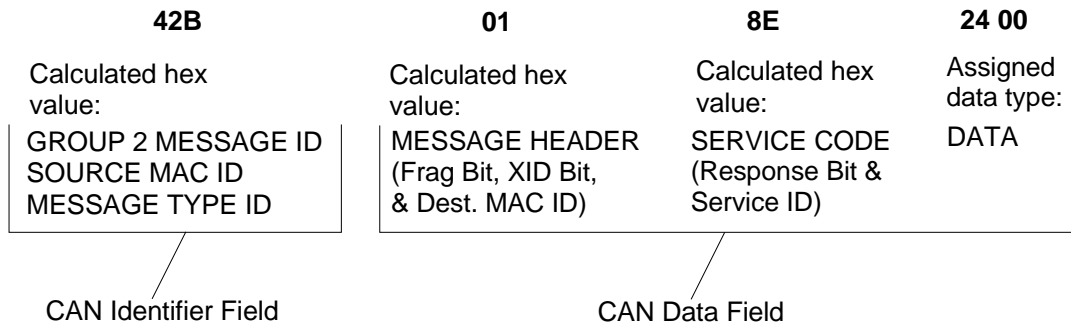 42B
01
8E
24 00
Calculated hex
value:
GROUP 2 MESSAGE ID
SOURCE MAC ID
MESSAGE TYPE ID
Calculated hex
value:
MESSAGE HEADER
(Frag Bit, XID Bit,
& Dest. MAC ID)
Calculated hex
value:
SERVICE CODE
(Response Bit &
Service ID)
Assigned
data type:
DATA
CAN Identifier Field
CAN Data Field